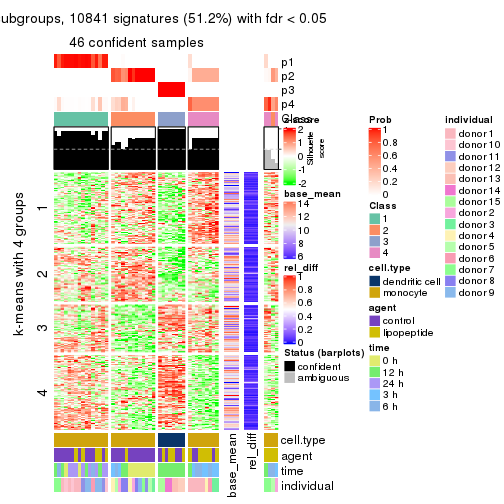 ubgroups, 10841 signatures (51.2%) with fdr < 0.05
46 confident samples
p1
p2
p3
p4
Class
Silhouette
score
k-means with 4 groups
1
2
3
4
base_mean
rel_diff
cell.type
agent
time
individual
2
1
0
-1
-2
base_mean
14
12
10
8
6
rel_diff
1
0.8
0.6
0.4
0.2
0
Status (barplots)
confident
ambiguous
Prob
1
0.8
0.6
0.4
0.2
0
Class
1
2
3
4
cell.type
dendritic cell
monocyte
agent
control
lipopeptide
time
0 h
12 h
24 h
3 h
6 h
individual
donor1
donor10
donor11
donor12
donor13
donor14
donor15
donor2
donor3
donor4
donor5
donor6
donor7
donor8
donor9